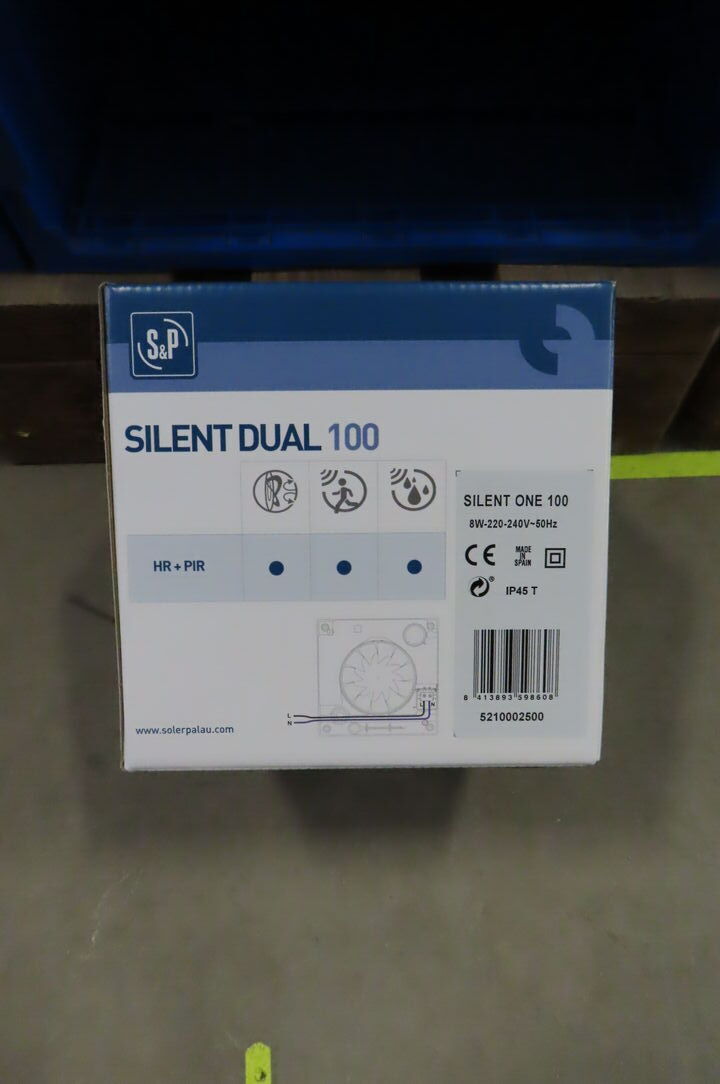 S&P
SILENT DUAL 100
HR + PIR
SILENT ONE 100
8W-220-240V~50Hz
CE
MADE
IN
SPAIN
®
IP45 T
8 413893 598608
5210002500
L N
L
N
www.solerpalau.com